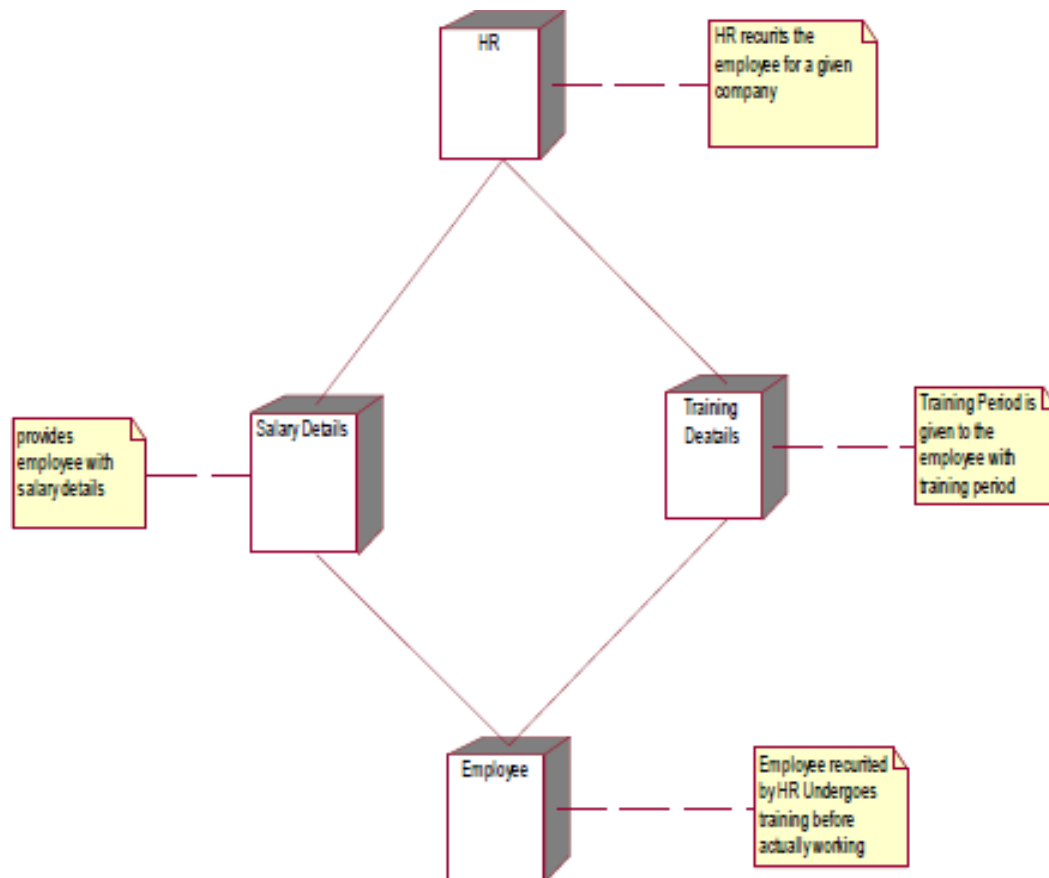 HR
HR recurits the
employee for a given
company
Salary Details
Training
Deatails
provides
employee with
salary details
Training Period is
given to the
employee with
training period
Employee
Employee recurited
by HR Undergoes
training before
actually working